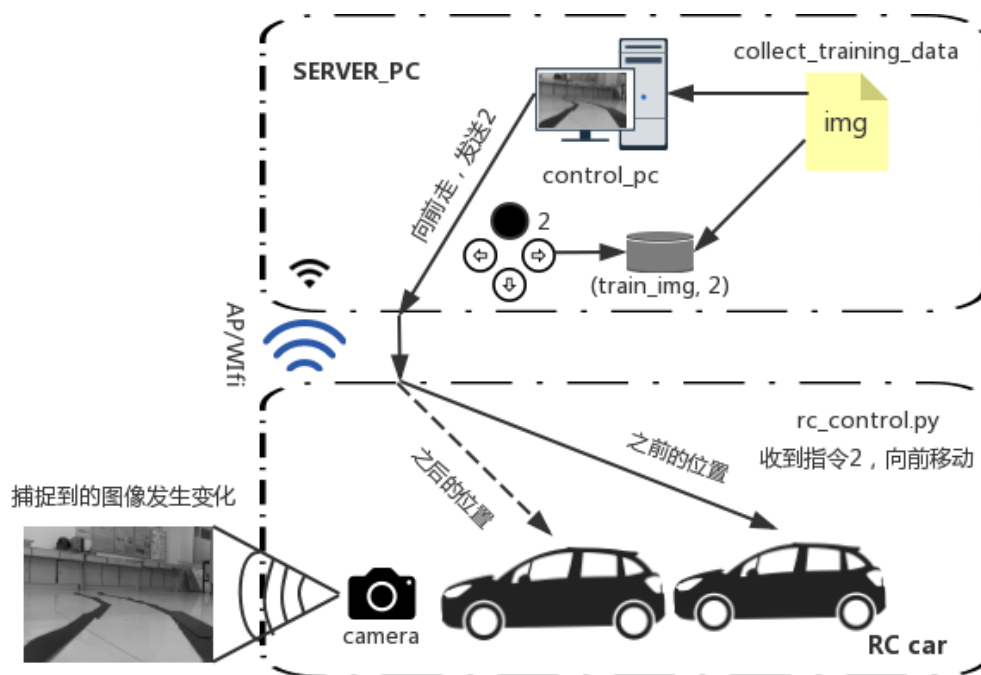 SERVER_PC
collect_training_data
img
control_pc
向前走，发送2
2
(train_img, 2)
AP/WIfi
rc_control.py
收到指令2，向前移动
之前的位置
之后的位置
捕捉到的图像发生变化
camera
RC car